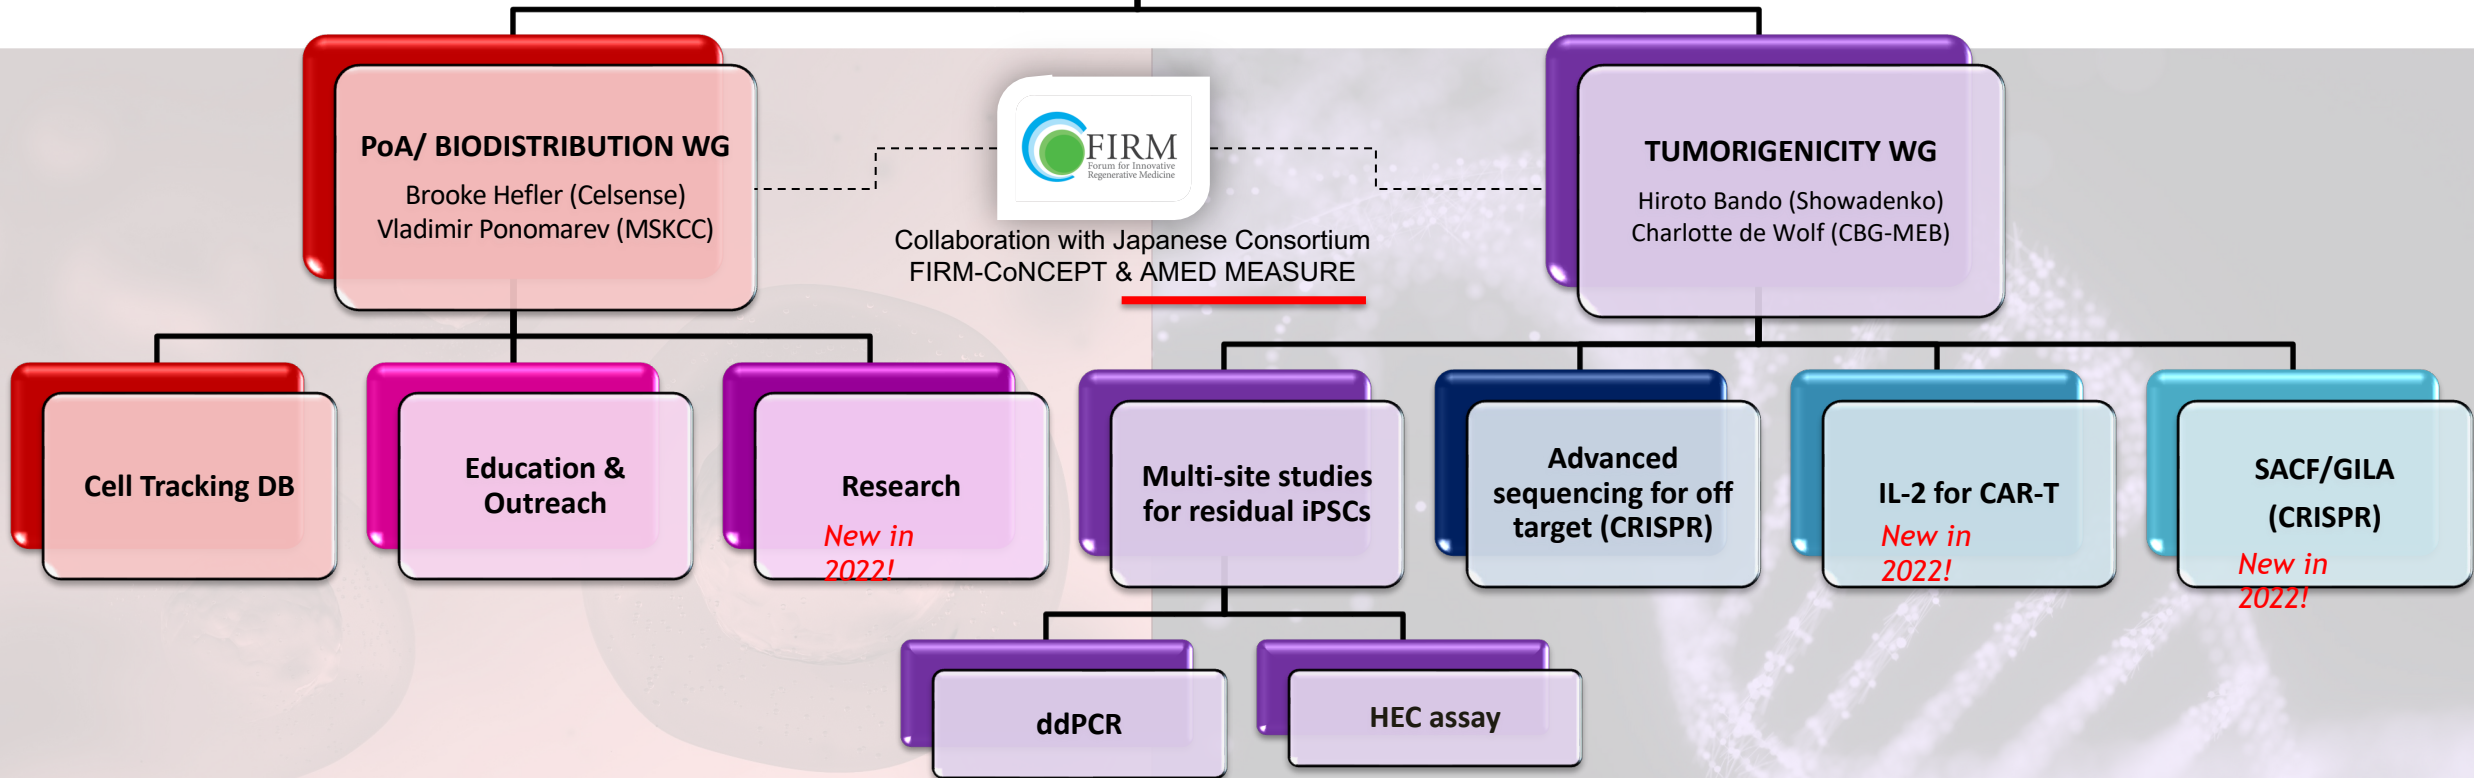 PoA/ BIODISTRIBUTION WG
Brooke Hefler (Celsense)
Vladimir Ponomarev (MSKCC)
FIRM
Forum for Innovative
Regenerative Medicine
Collaboration with Japanese Consortium
FIRM-CoNCEPT & AMED MEASURE
TUMORIGENICITY WG
Hiroto Bando (Showadenko)
Charlotte de Wolf (CBG-MEB)
Cell Tracking DB
Education &
Outreach
Research
New in
2022!
Multi-site studies
for residual iPSCs
Advanced
sequencing for off
target (CRISPR)
IL-2 for CAR-T
New in
2022!
SACF/GILA
(CRISPR)
New in
2022!
ddPCR
HEC assay